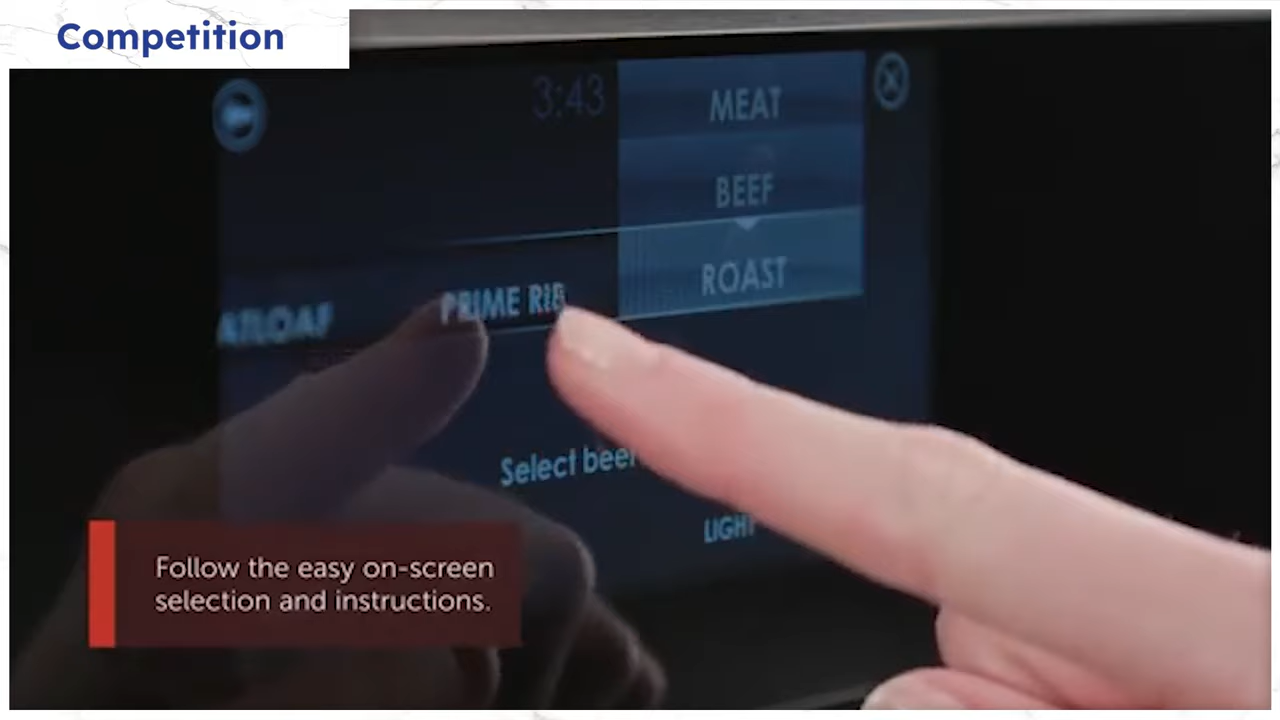 Competition
3:43
MEAT
BEEF
ROAST
ATLOAF
PRIME RIB
Select beef
LIGHT
Follow the easy on-screen
selection and instructions.